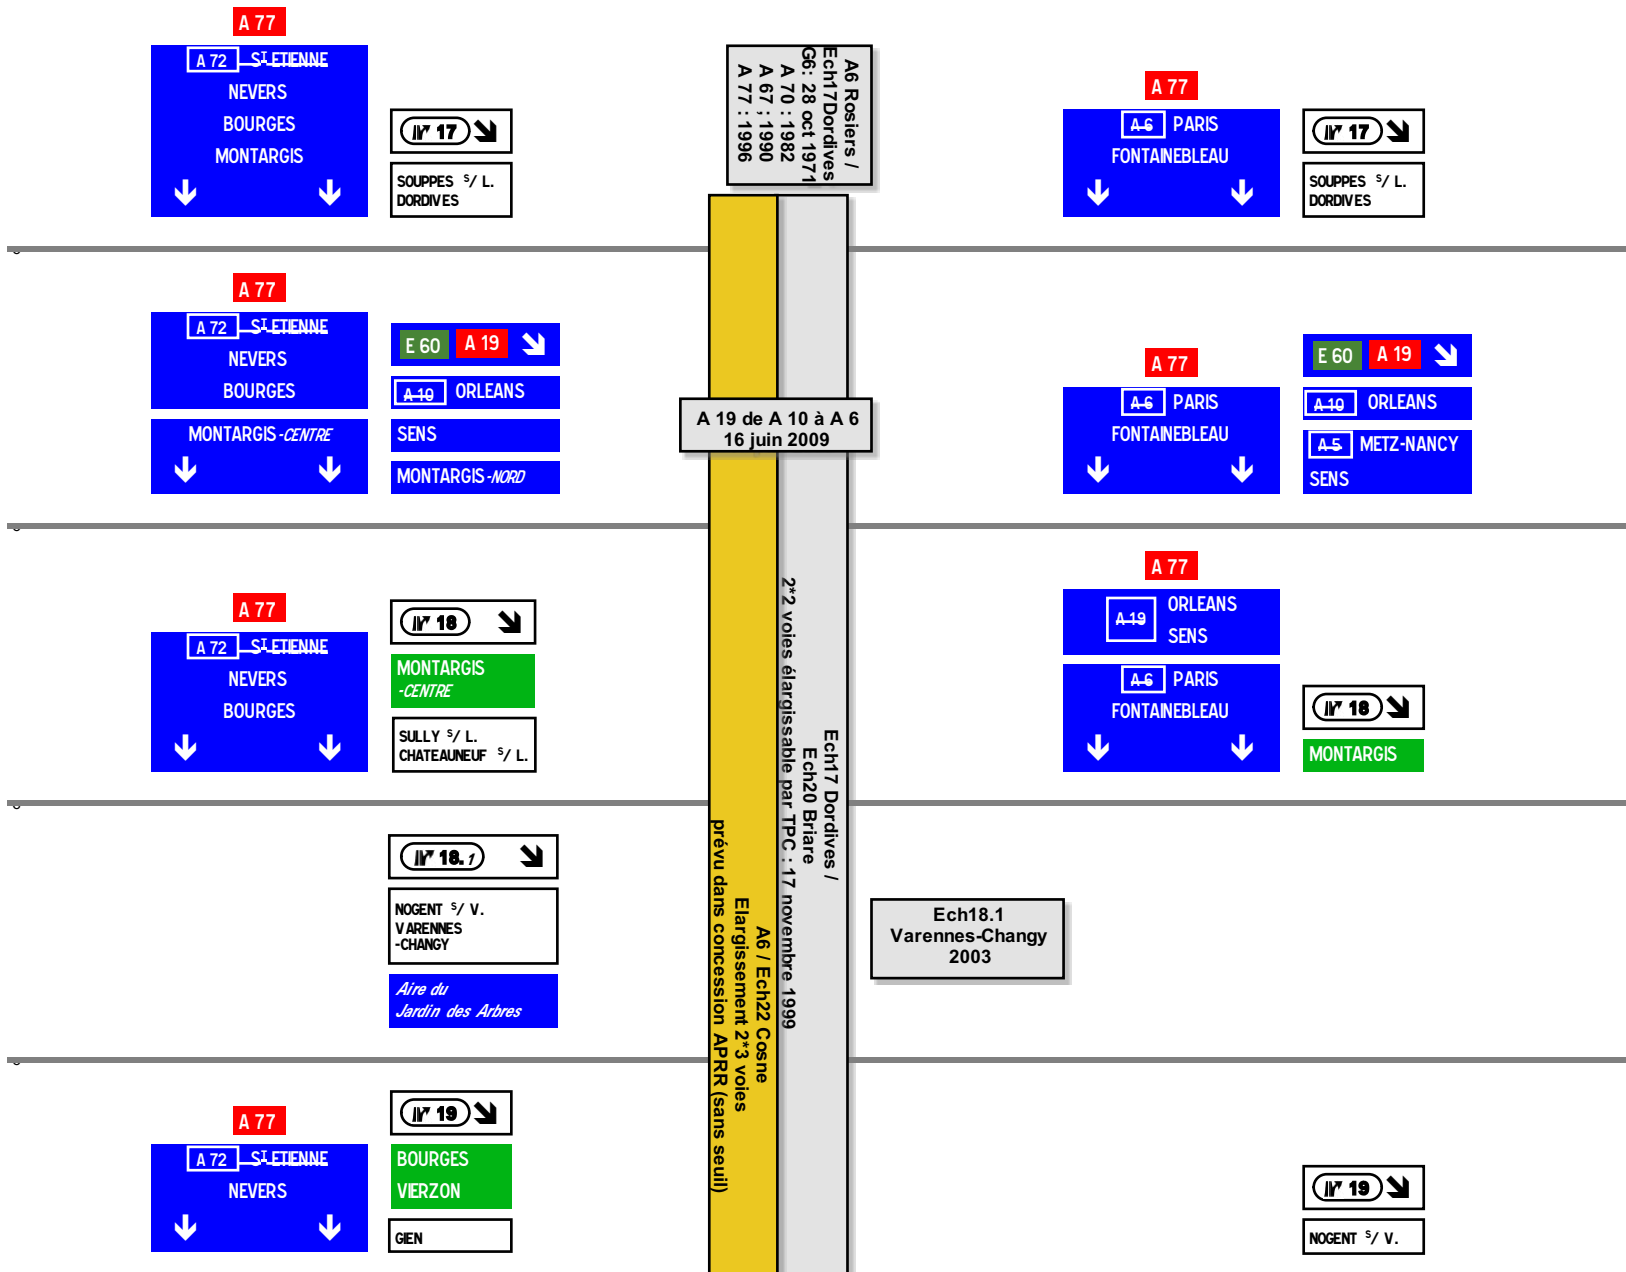 A 77
A 72 ST ETIENNE
NEVERS
BOURGES
MONTARGIS
17
SOUPPES S/ L.
DORDIVES
A6 Rosiers /
Ech17Dordives
G6: 28 oct 1971
A 70 : 1982
A 67 ; 1990
A 77 : 1996
A 77
A 6 PARIS
FONTAINEBLEAU
17
SOUPPES S/ L.
DORDIVES
A 77
A 72 ST ETIENNE
NEVERS
BOURGES
MONTARGIS-CENTRE
E 60 A 19
A 10 ORLEANS
SENS
MONTARGIS-NORD
A 19 de A 10 à A 6
16 juin 2009
A 77
A 6 PARIS
FONTAINEBLEAU
E 60 A 19
A 10 ORLEANS
A 5 METZ-NANCY
SENS
A 77
A 72 ST ETIENNE
NEVERS
BOURGES
18
MONTARGIS
-CENTRE
SULLY S/ L.
CHATEAUNEUF S/ L.
Ech17 Dordives /
Ech20 Briare
2*2 voies élargissable par TPC : 17 novembre 1999
A6 / Ech22 Cosne
Elargissement 2*3 voies
prévu dans concession APRR (sans seuil)
A 77
A 19
ORLEANS
SENS
A 6 PARIS
FONTAINEBLEAU
18
MONTARGIS
18.1
NOGENT S/ V.
VARENNES
-CHANGY
Aire du
Jardin des Arbres
Ech18.1
Varennes-Changy
2003
A 77
A 72 ST ETIENNE
NEVERS
19
BOURGES
VIERZON
GIEN
19
NOGENT S/ V.